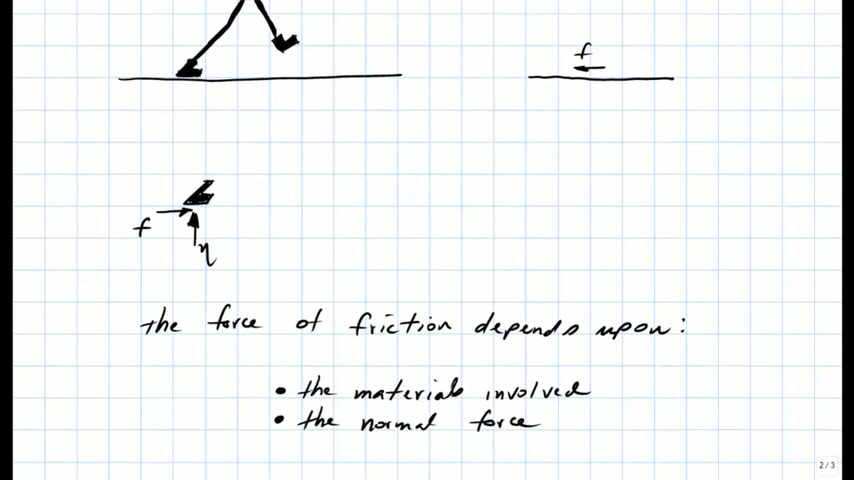 f
f
η
the force of friction depends upon:
• the materials involved
• the normal force
2/3